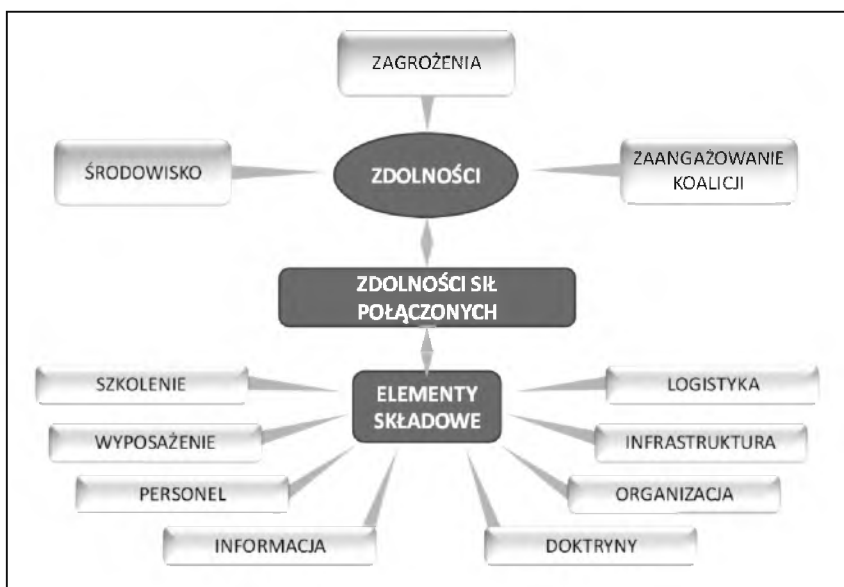 ZAGROŻENIA
ŚRODOWISKO
ZDOLNOŚCI
ZAANGAŻOWANIE
KOALICJI
ZDOLNOŚCI SIŁ
POŁĄCZONYCH
SZKOLENIE
ELEMENTY
SKŁADOWE
LOGISTYKA
WYPOSAŻENIE
INFRASTRUKTURA
PERSONEL
ORGANIZACJA
INFORMACJA
DOKTRYNY